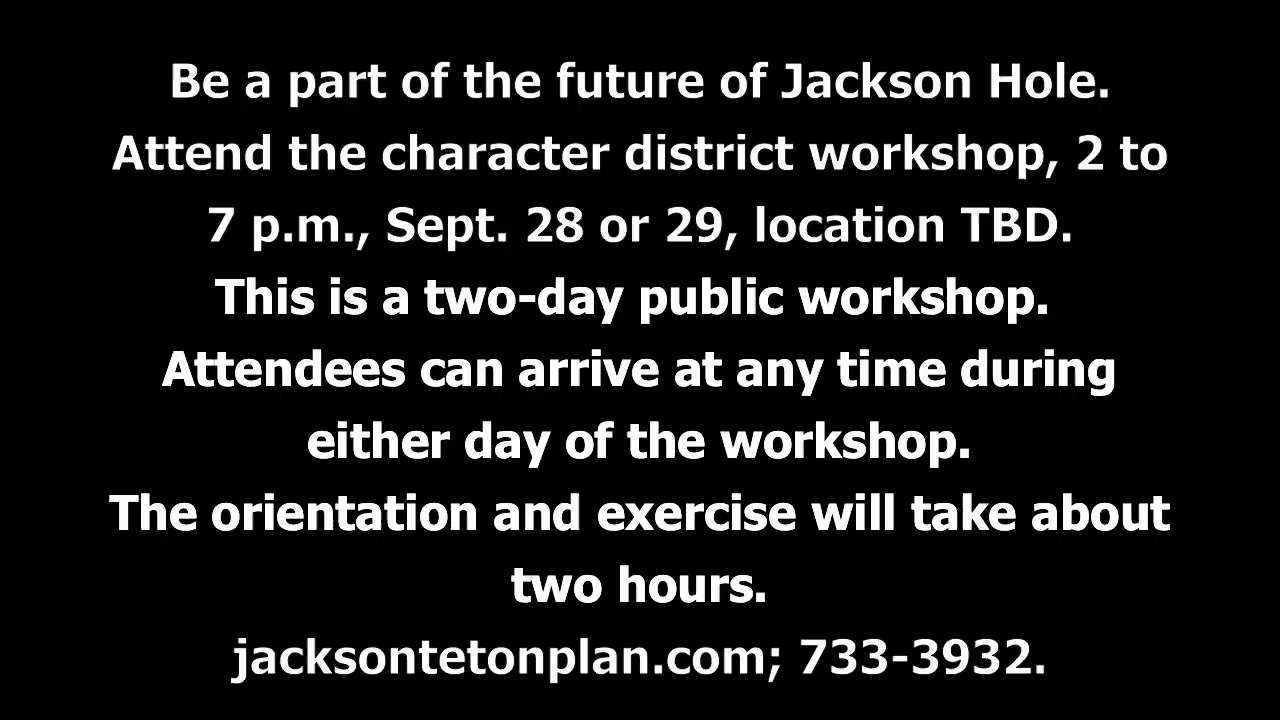 Be a part of the future of Jackson Hole.
Attend the character district workshop, 2 to
7 p.m., Sept. 28 or 29, location TBD.
This is a two-day public workshop.
Attendees can arrive at any time during
either day of the workshop.
The orientation and exercise will take about
two hours.
jacksontetonplan.com; 733-3932.